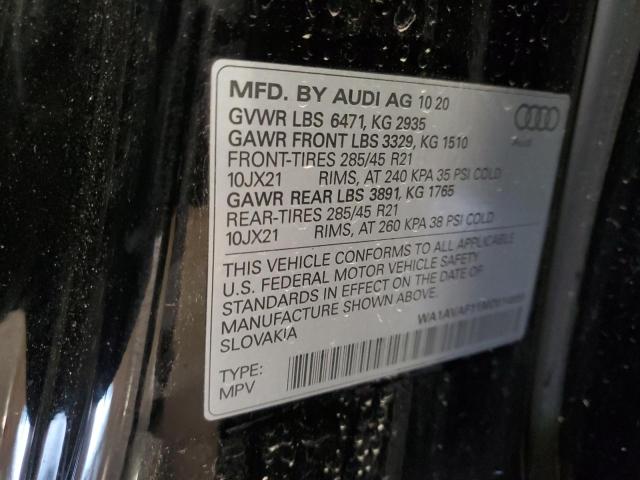 MFD. BY AUDI AG 10 20
GVWR LBS 6471, KG 2935
GAWR FRONT LBS 3329, KG 1510
FRONT-TIRES 285/45 R21
10JX21 RIMS, AT 240 KPA 35 PSI COLD
GAWR REAR LBS 3891, KG 1765
REAR-TIRES 285/45 R21
10JX21 RIMS, AT 260 KPA 38 PSI COLD
THIS VEHICLE CONFORMS TO ALL APPLICABLE
U.S. FEDERAL MOTOR VEHICLE SAFETY
STANDARDS IN EFFECT ON THE DATE OF
MANUFACTURE SHOWN ABOVE.
SLOVAKIA
TYPE:
MPV
Audi